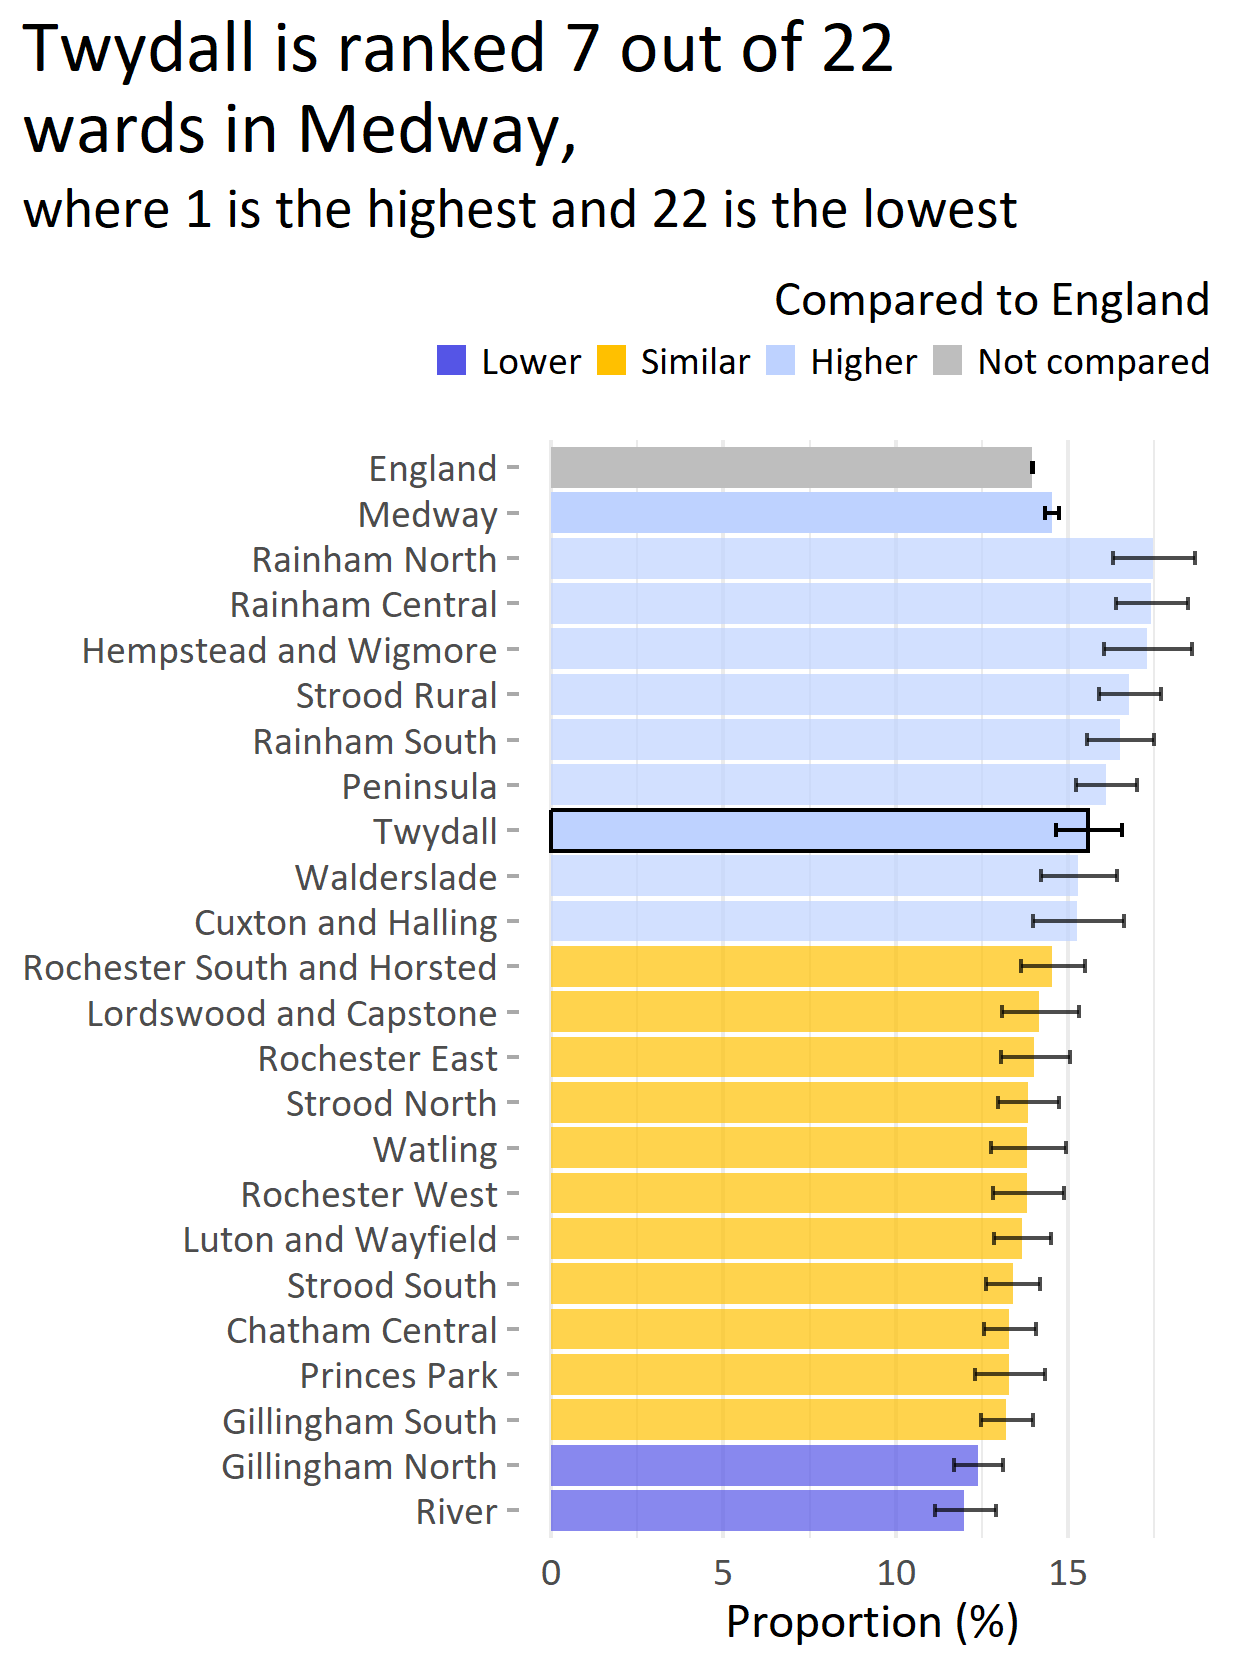 Twydall is ranked 7 out of 22
wards in Medway,
where 1 is the highest and 22 is the lowest
Compared to England
Lower Similar Higher Not compared
England
Medway
Rainham North
Rainham Central
Hempstead and Wigmore
Strood Rural
Rainham South
Peninsula
Twydall
Walderslade
Cuxton and Halling
Rochester South and Horsted
Lordswood and Capstone
Rochester East
Strood North
Watling
Rochester West
Luton and Wayfield
Strood South
Chatham Central
Princes Park
Gillingham South
Gillingham North
River
0 5 10 15
Proportion (%)